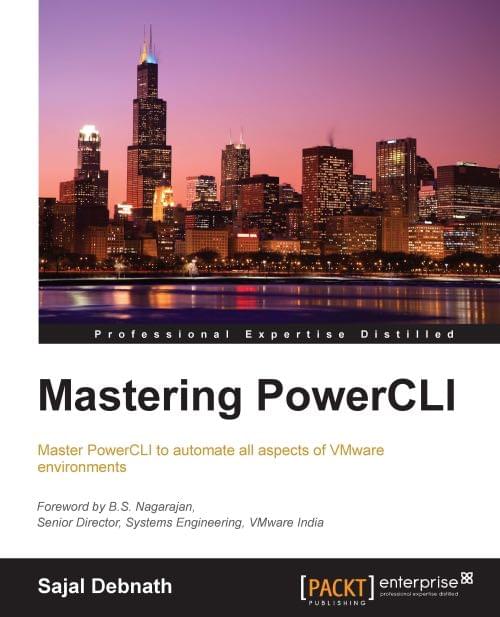 Professional Expertise Distilled
Mastering PowerCLI
Master PowerCLI to automate all aspects of VMware
environments
Foreword by B.S. Nagarajan,
Senior Director, Systems Engineering, VMware India
Sajal Debnath
[PACKT] enterprise
PUBLISHING
professional expertise distilled